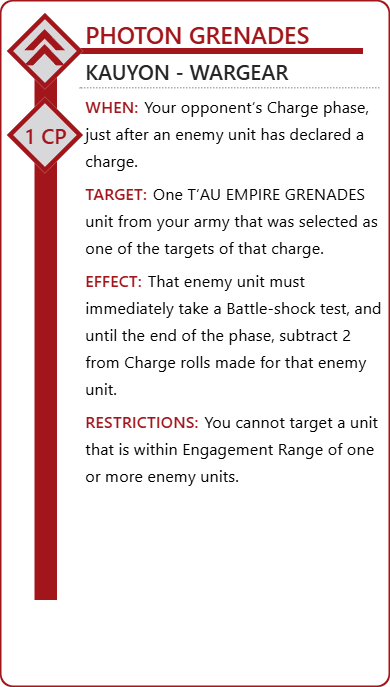 PHOTON GRENADES
KAUYON - WARGEAR
1 CP
WHEN: Your opponent’s Charge phase,
just after an enemy unit has declared a
charge.
TARGET: One T’AU EMPIRE GRENADES
unit from your army that was selected as
one of the targets of that charge.
EFFECT: That enemy unit must
immediately take a Battle-shock test, and
until the end of the phase, subtract 2
from Charge rolls made for that enemy
unit.
RESTRICTIONS: You cannot target a unit
that is within Engagement Range of one
or more enemy units.